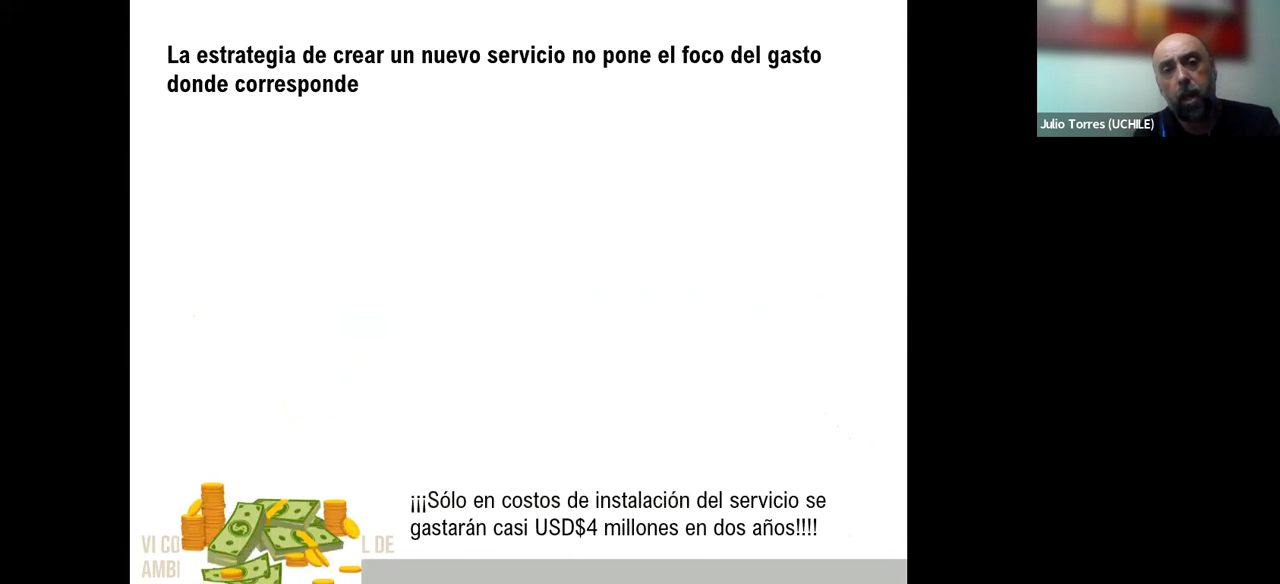 La estrategia de crear un nuevo servicio no pone el foco del gasto
donde corresponde
Julio Torres (UCHILE)
¡¡¡Sólo en costos de instalación del servicio se
gastarán casi USD$4 millones en dos años!!!!
VI CO
L DE
AMBI